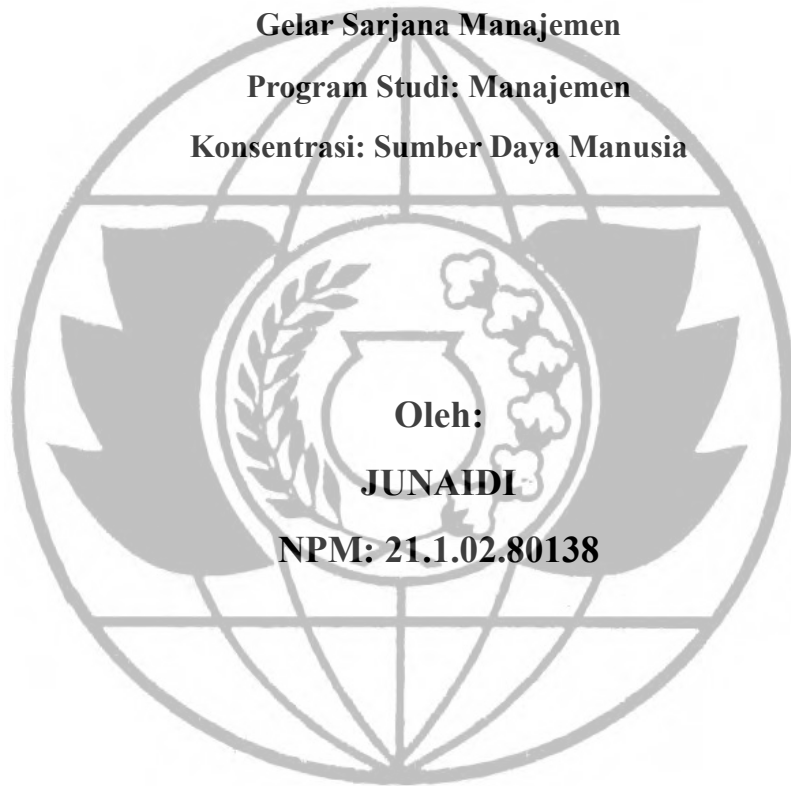 Gelar Sarjana Manajemen
Program Studi: Manajemen
Konsentrasi: Sumber Daya Manusia
Oleh:
JUNAIDI
NPM: 21.1.02.80138